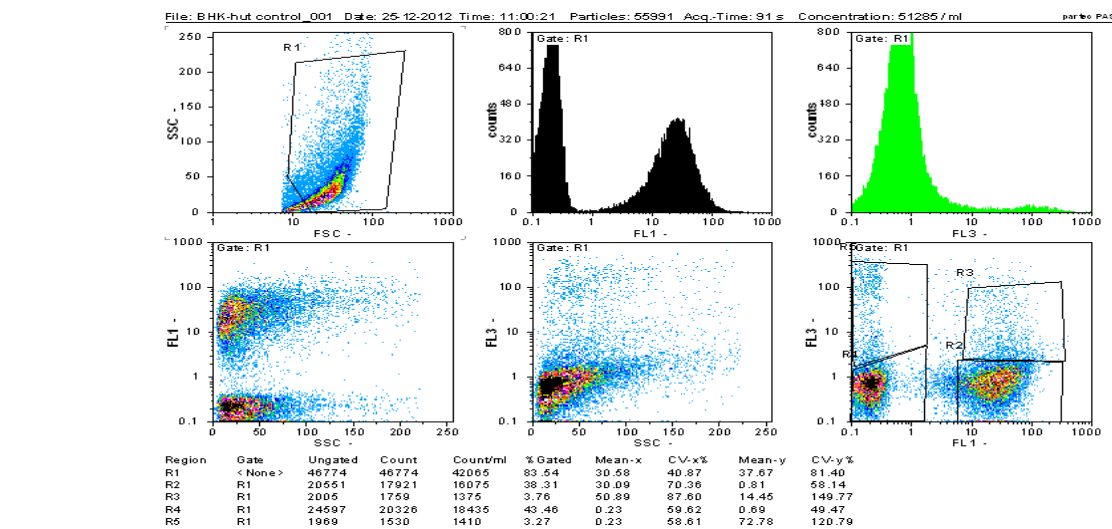 File: BHK-hut control_001 Date: 25-12-2012 Time: 11:00:21 Particles: 55991 Acq.-Time: 91 s Concentration: 51285 / ml partec PAS
250
200
SSC -
100
50
0
R1
1 10 100 1000
FSC -
Gate: R1
800
640
counts
480
320
160
0
0.1 1 10 100 1000
FL1 -
Gate: R1
800
640
counts
480
320
160
0
0.1 1 10 100 1000
FL3 -
Gate: R1
1000
100
FL1 -
10
1
0.1
0 50 100 150 200 250
SSC -
Gate: R1
1000
100
FL3 -
10
1
0.1
0 50 100 150 200 250
SSC -
R5 Gate: R1
1000
R3
100
FL3 -
10
R2
R4
1
0.1
0.1 1 10 100 1000
FL1 -
Region Gate Ungated Count Count/ml % Gated Mean-x CV-x% Mean-y CV-y%
R1 <None> 46774 46774 42065 83.54 30.58 40.87 37.67 81.40
R2 R1 20551 17921 16075 38.31 30.09 70.36 0.81 58.14
R3 R1 2005 1759 1375 3.76 50.89 87.60 14.45 149.77
R4 R1 24597 20326 18435 43.46 0.23 59.62 0.69 49.47
R5 R1 1969 1530 1410 3.27 0.23 58.61 72.78 120.79